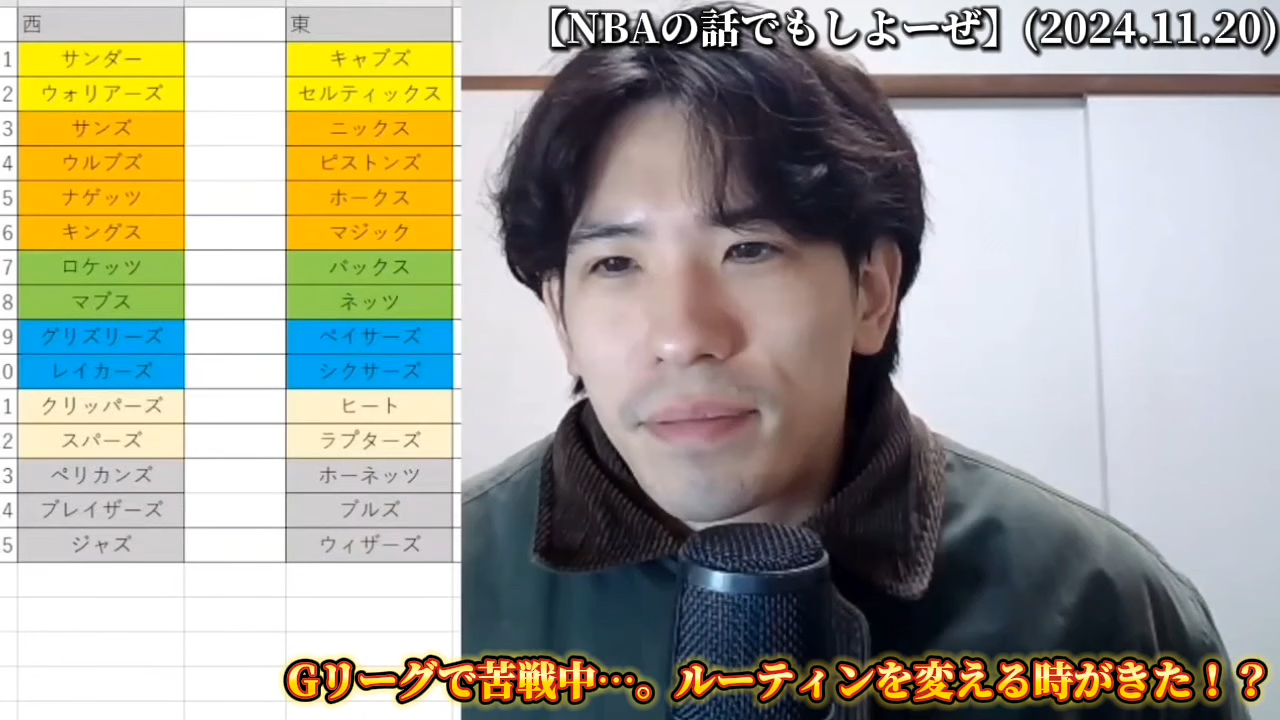 【NBAの話でもしよーぜ】(2024.11.20)
西 東
1 サンダー キャブズ
2 ウォリアーズ セルティックス
3 サンズ ニックス
4 ウルブズ ピストンズ
5 ナゲッツ ホークス
6 キングス マジック
7 ロケッツ バックス
8 マブス ネッツ
9 グリズリーズ ペイサーズ
0 レイカーズ シクサーズ
1 クリッパーズ ヒート
2 スパーズ ラプターズ
3 ペリカンズ ホーネッツ
4 ブレイザーズ ブルズ
5 ジャズ ウィザーズ
Gリーグで苦戦中…。ルーティンを変える時がきた！？